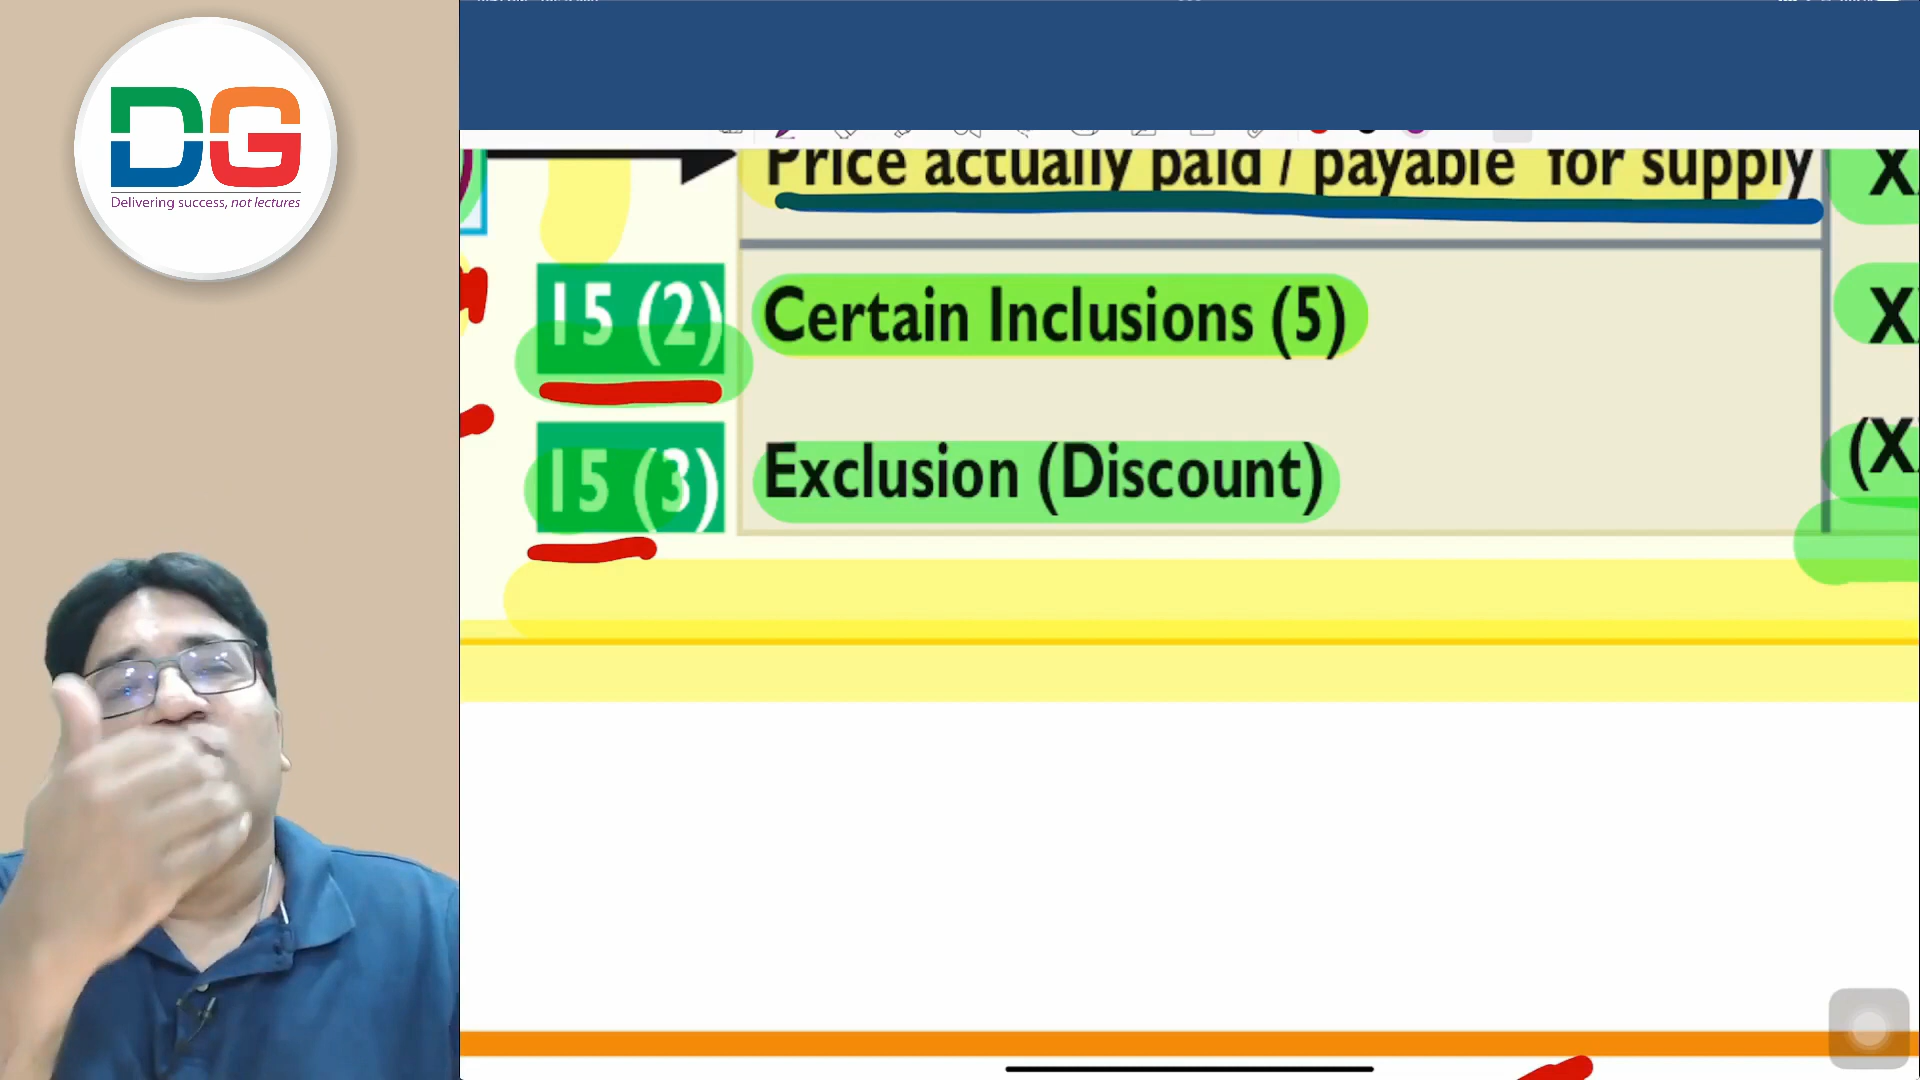 DG
Delivering success, not lectures
Price actually paid / payable for supply X
15 (2) Certain Inclusions (5) X
15 (3) Exclusion (Discount) (X